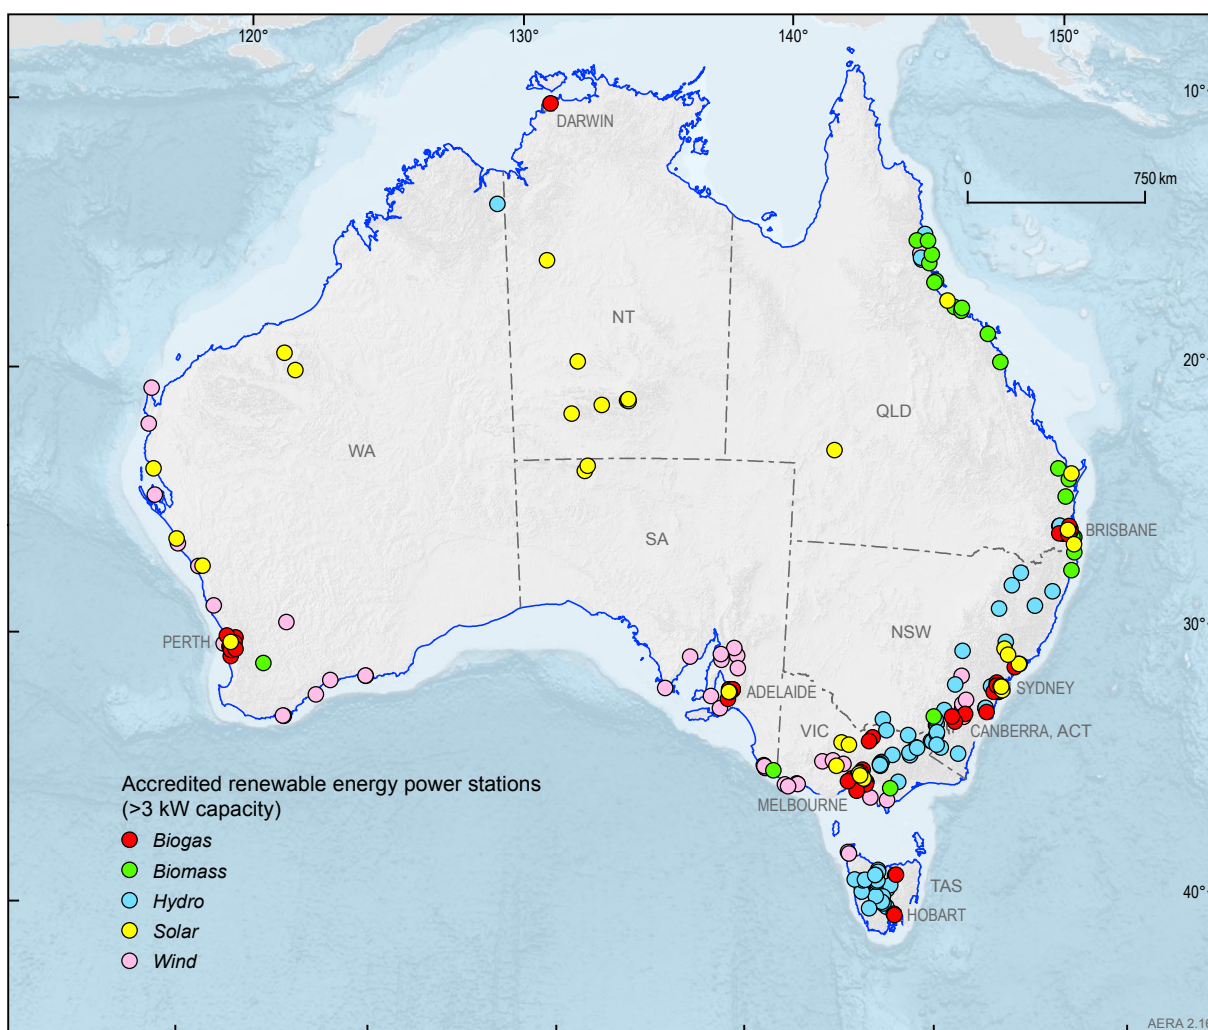 120°
130°
140°
150°
10°
DARWIN
0
750 km
NT
20°
QLD
WA
BRISBANE
SA
30°
NSW
PERTH
SYDNEY
ADELAIDE
VIC
CANBERRA, ACT
Accredited renewable energy power stations
(>3 kW capacity)
MELBOURNE
Biogas
Biomass
Hydro
Solar
Wind
TAS
40°
HOBART
AERA 2.16